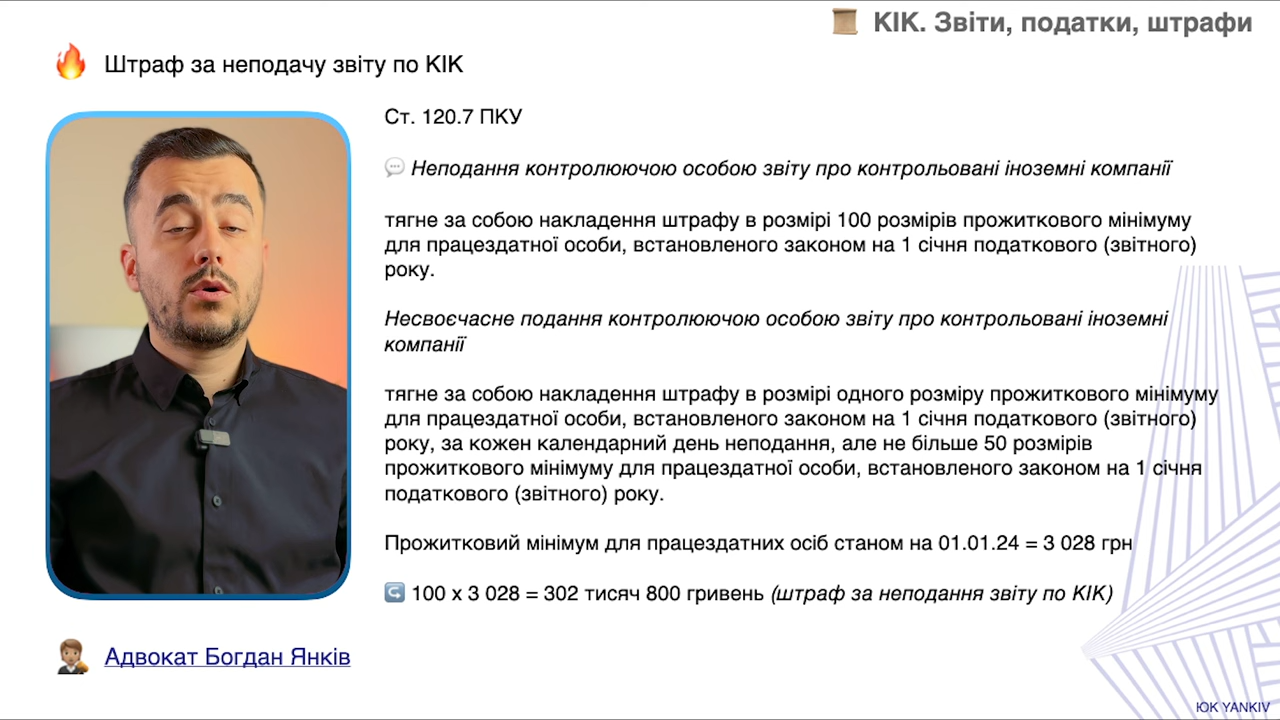 КІК. Звіти, податки, штрафи
Штраф за неподачу звіту по КІК
Ст. 120.7 ПКУ
Неподання контролюючою особою звіту про контрольовані іноземні компанії
тягне за собою накладення штрафу в розмірі 100 розмірів прожиткового мінімуму
для працездатної особи, встановленого законом на 1 січня податкового (звітного)
року.
Несвоєчасне подання контролюючою особою звіту про контрольовані іноземні
компанії
тягне за собою накладення штрафу в розмірі одного розміру прожиткового мінімуму
для працездатної особи, встановленого законом на 1 січня податкового (звітного)
року, за кожен календарний день неподання, але не більше 50 розмірів
прожиткового мінімуму для працездатної особи, встановленого законом на 1 січня
податкового (звітного) року.
Прожитковий мінімум для працездатних осіб станом на 01.01.24 = 3 028 грн
100 х 3 028 = 302 тисяч 800 гривень (штраф за неподання звіту по КІК)
Адвокат Богдан Янків
ЮК YANKIV